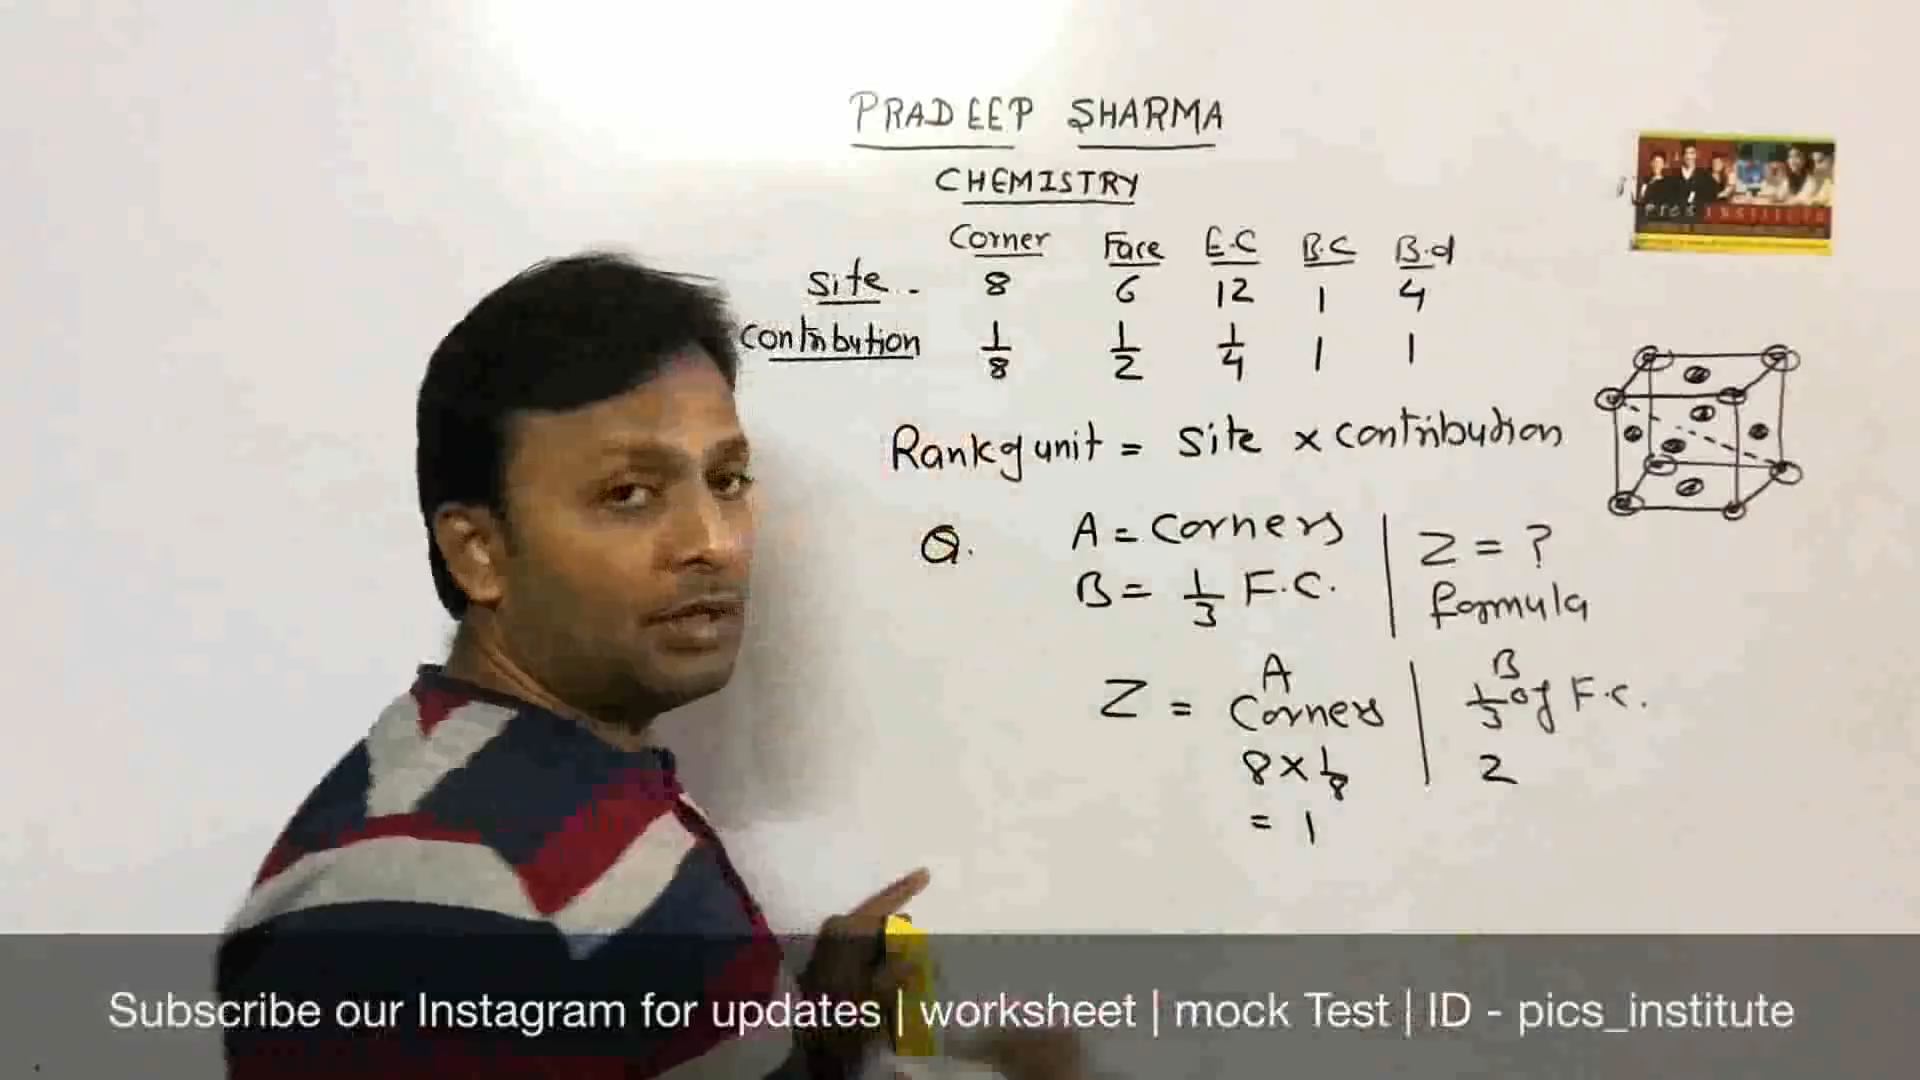 PRADEEP SHARMA
CHEMISTRY
Corner Face E.C B.C B.d
site 8 6 12 1 4
contribution 1/8 1/2 1/4 1 1
Rank of unit = site × contribution
Q. A = corners | Z = ?
B = 1/3 F.C. | formula
A | B
Z = corners | 1/3 of F.C.
8 × 1/8 | 2
= 1
PICS INSTITUTE
Subscribe our Instagram for updates | worksheet | mock Test | ID - pics_institute